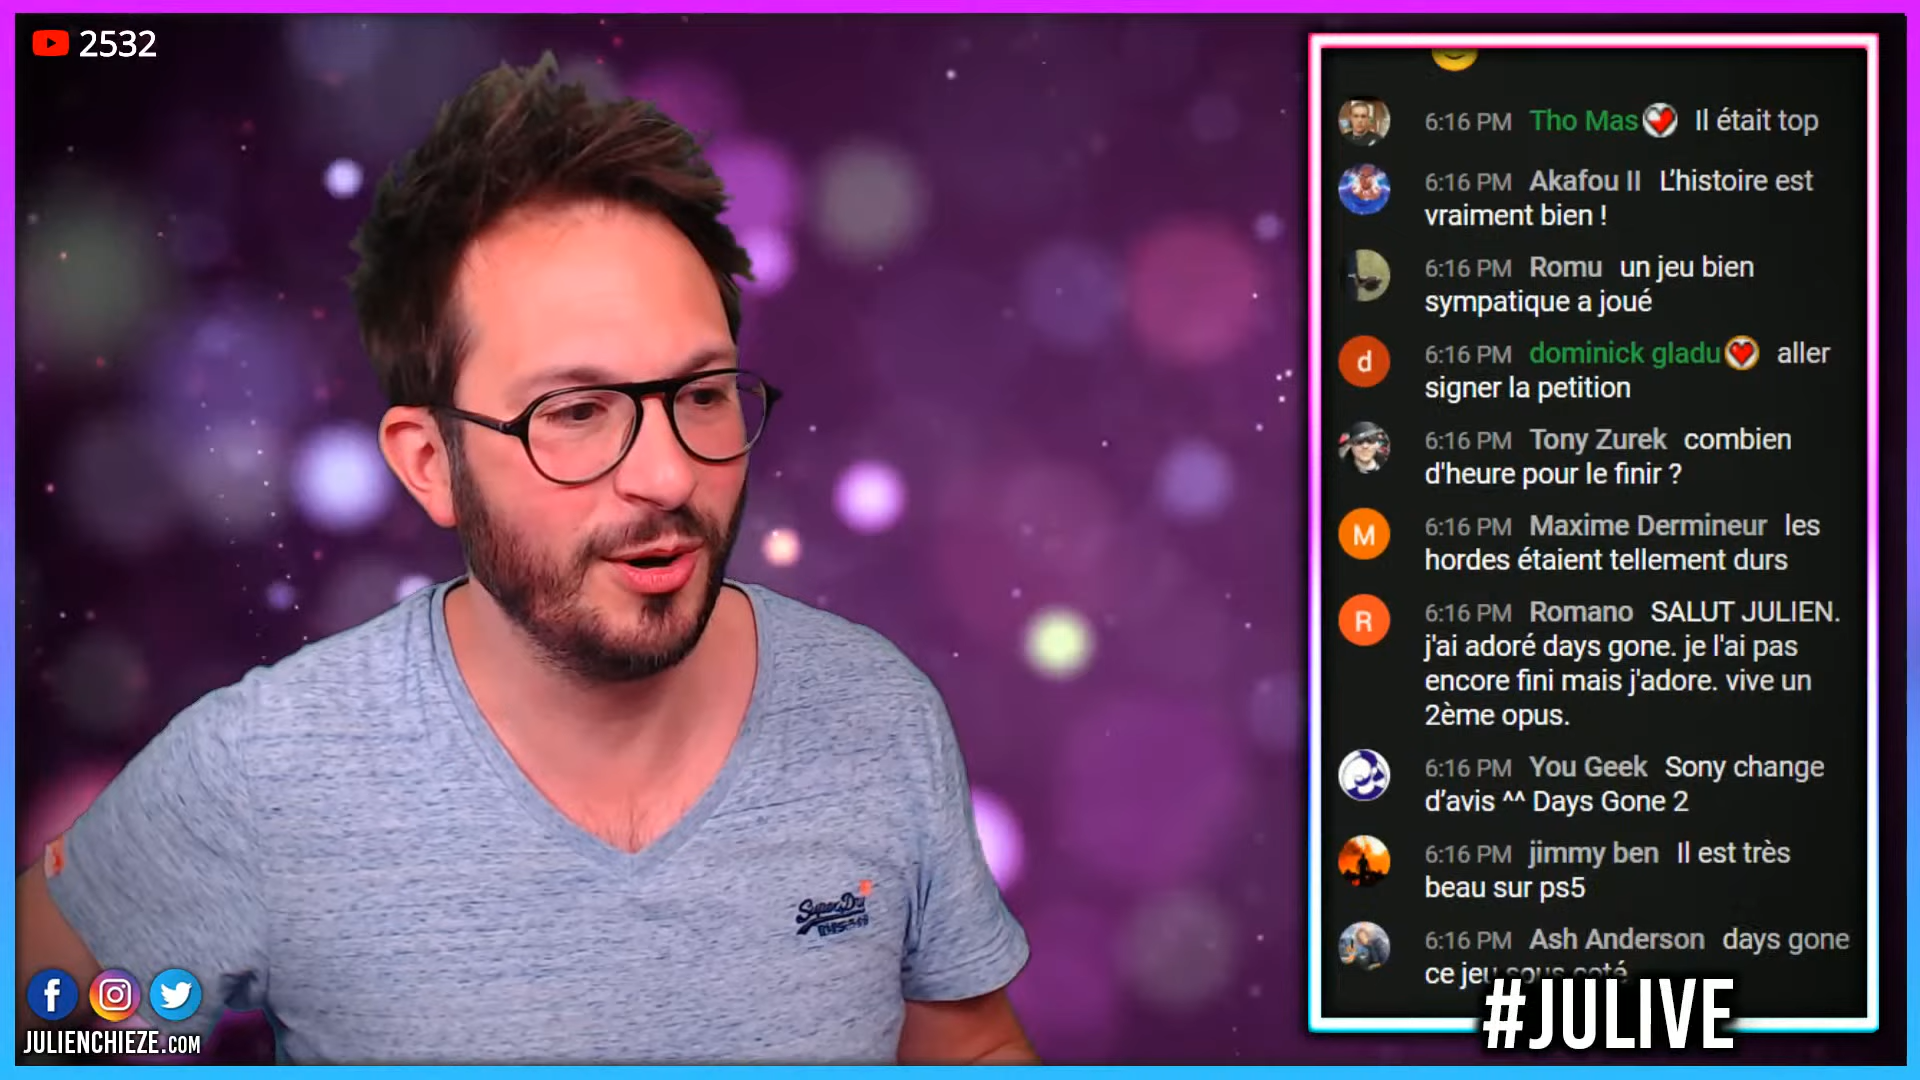 2532
6:16 PM Tho Mas Il était top
6:16 PM Akafou II L'histoire est
vraiment bien !
6:16 PM Romu un jeu bien
sympatique a joué
d
6:16 PM dominick gladu aller
signer la petition
6:16 PM Tony Zurek combien
d'heure pour le finir ?
M
6:16 PM Maxime Dermineur les
hordes étaient tellement durs
R
6:16 PM Romano SALUT JULIEN.
j'ai adoré days gone. je l'ai pas
encore fini mais j'adore. vive un
2ème opus.
6:16 PM You Geek Sony change
d’avis ^^ Days Gone 2
6:16 PM jimmy ben Il est très
beau sur ps5
6:16 PM Ash Anderson days gone
ce jeu sous coté
#JULIVE
JULIENCHIEZE.COM